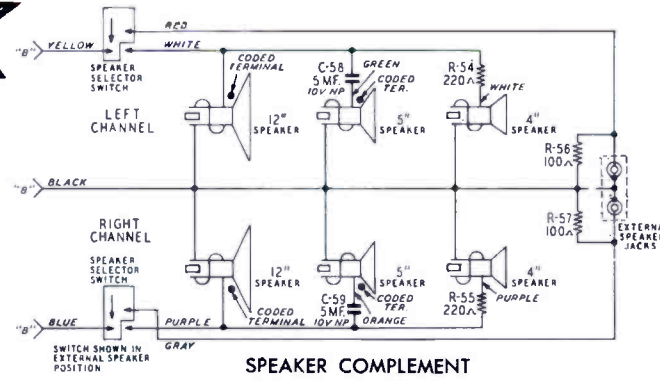 RED
"B" YELLOW
WHITE
SPEAKER
SELECTOR
SWITCH
CODED
TERMINAL
C-58
5 MF.
10V NP
GREEN
CODED
TER.
R-54
220Ω
WHITE
LEFT
CHANNEL
12"
SPEAKER
5"
SPEAKER
4"
SPEAKER
R-56
100Ω
"B" BLACK
R-57
100Ω
EXTERNA
SPEAKER
JACKS
RIGHT
CHANNEL
SPEAKER
SELECTOR
SWITCH
12"
SPEAKER
5"
SPEAKER
4"
SPEAKER
CODED
TERMINAL
C-59
5 MF.
10V NP
CODED
TER.
ORANGE
R-55
220Ω
PURPLE
"B" BLUE
PURPLE
GRAY
SWITCH SHOWN IN
EXTERNAL SPEAKER
POSITION
SPEAKER COMPLEMENT